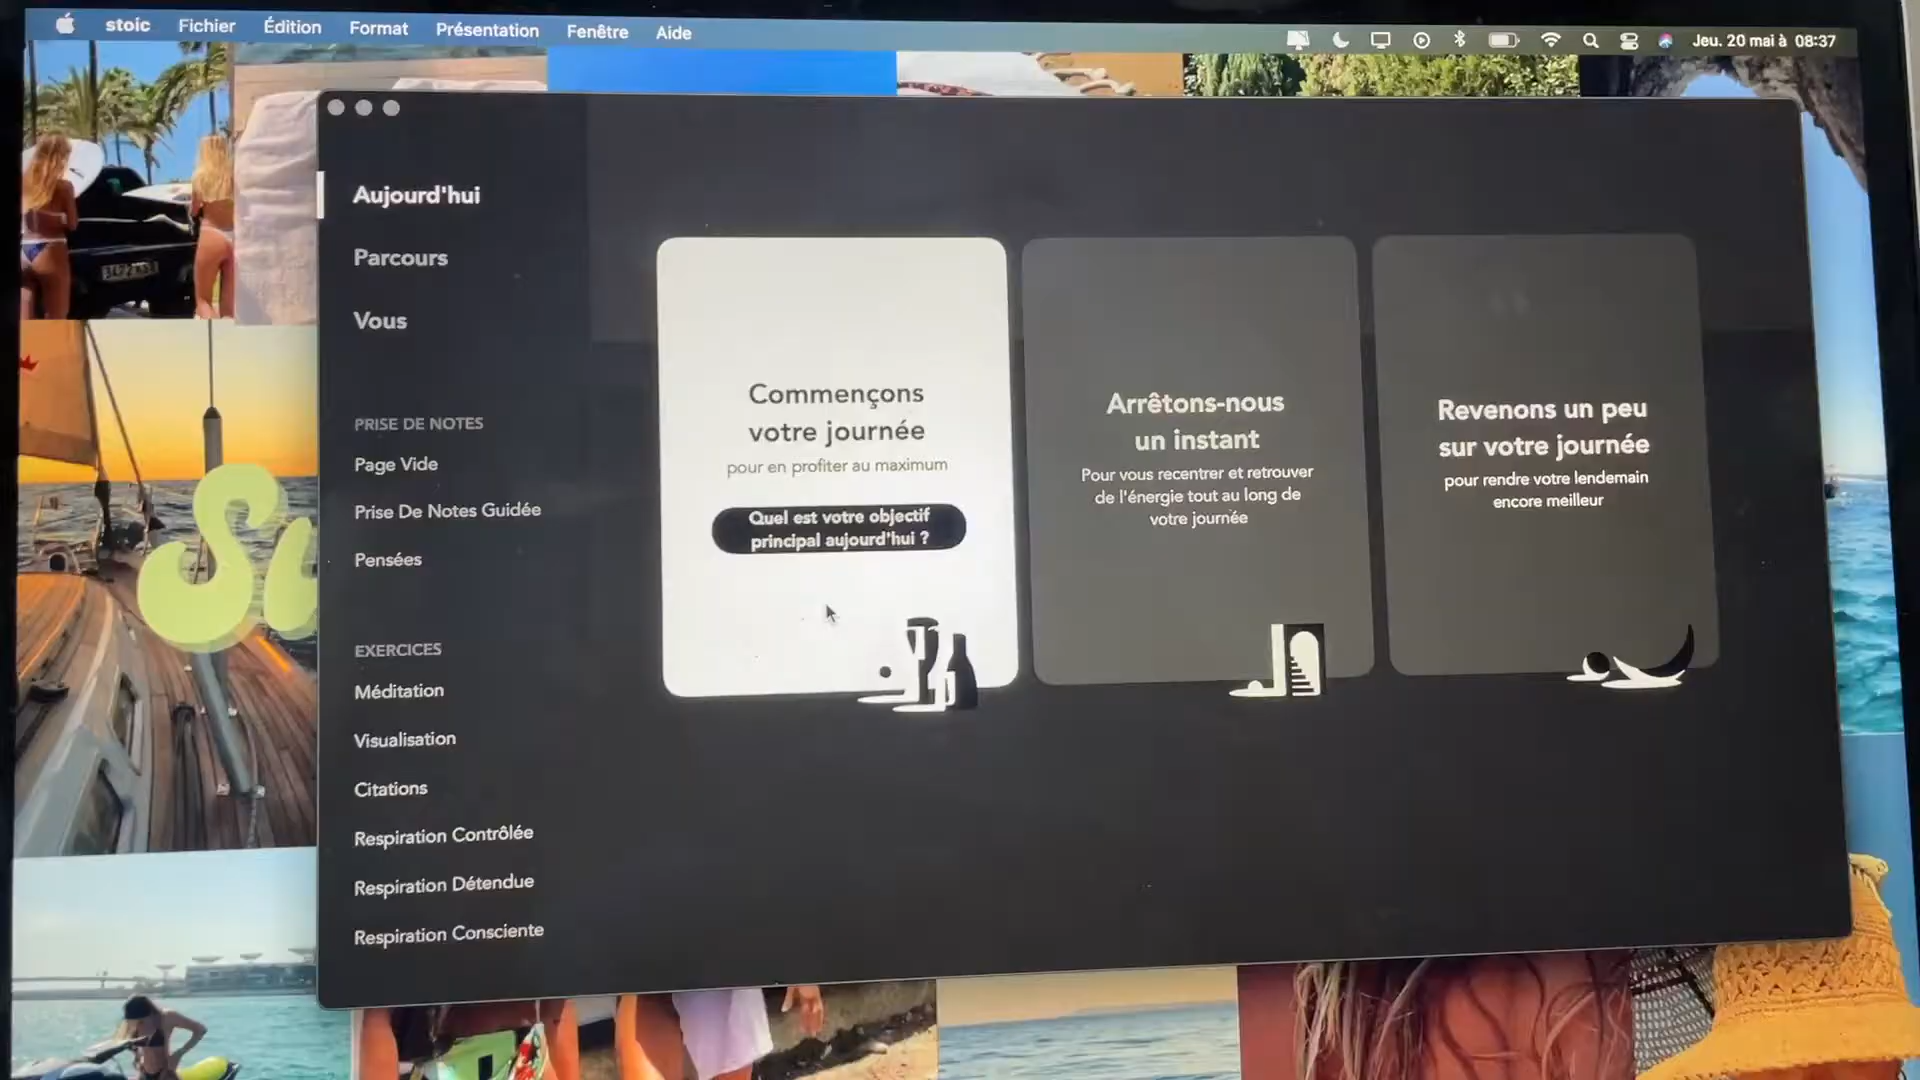 stoic Fichier Édition Format Présentation Fenêtre Aide
Jeu. 20 mai à 08:37
Aujourd'hui
Parcours
Vous
PRISE DE NOTES
Page Vide
Prise De Notes Guidée
Pensées
EXERCICES
Méditation
Visualisation
Citations
Respiration Contrôlée
Respiration Détendue
Respiration Consciente
Commençons
votre journée
pour en profiter au maximum
Quel est votre objectif
principal aujourd'hui ?
Arrêtons-nous
un instant
Pour vous recentrer et retrouver
de l'énergie tout au long de
votre journée
Revenons un peu
sur votre journée
pour rendre votre lendemain
encore meilleur